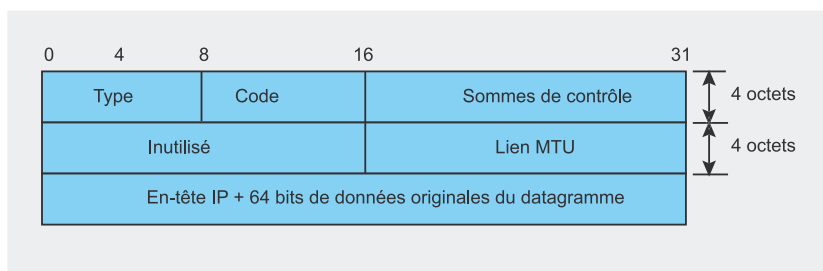 0 4 8 16 31
Type Code Sommes de contrôle 4 octets
Inutilisé Lien MTU 4 octets
En-tête IP + 64 bits de données originales du datagramme